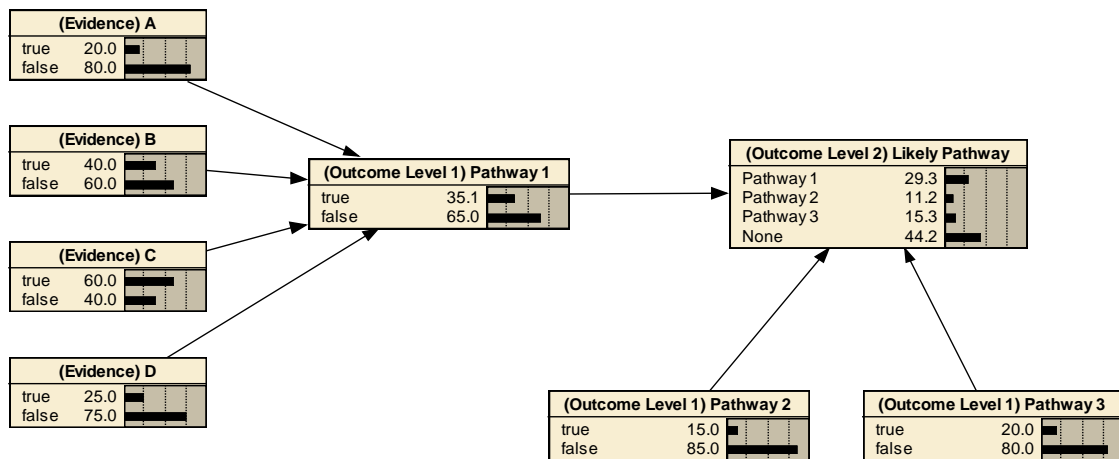 (Evidence) A
true 20.0
false 80.0
(Evidence) B
true 40.0
false 60.0
(Evidence) C
true 60.0
false 40.0
(Evidence) D
true 25.0
false 75.0
(Outcome Level 1) Pathway 1
true 35.1
false 65.0
(Outcome Level 2) Likely Pathway
Pathway 1 29.3
Pathway 2 11.2
Pathway 3 15.3
None 44.2
(Outcome Level 1) Pathway 2
true 15.0
false 85.0
(Outcome Level 1) Pathway 3
true 20.0
false 80.0